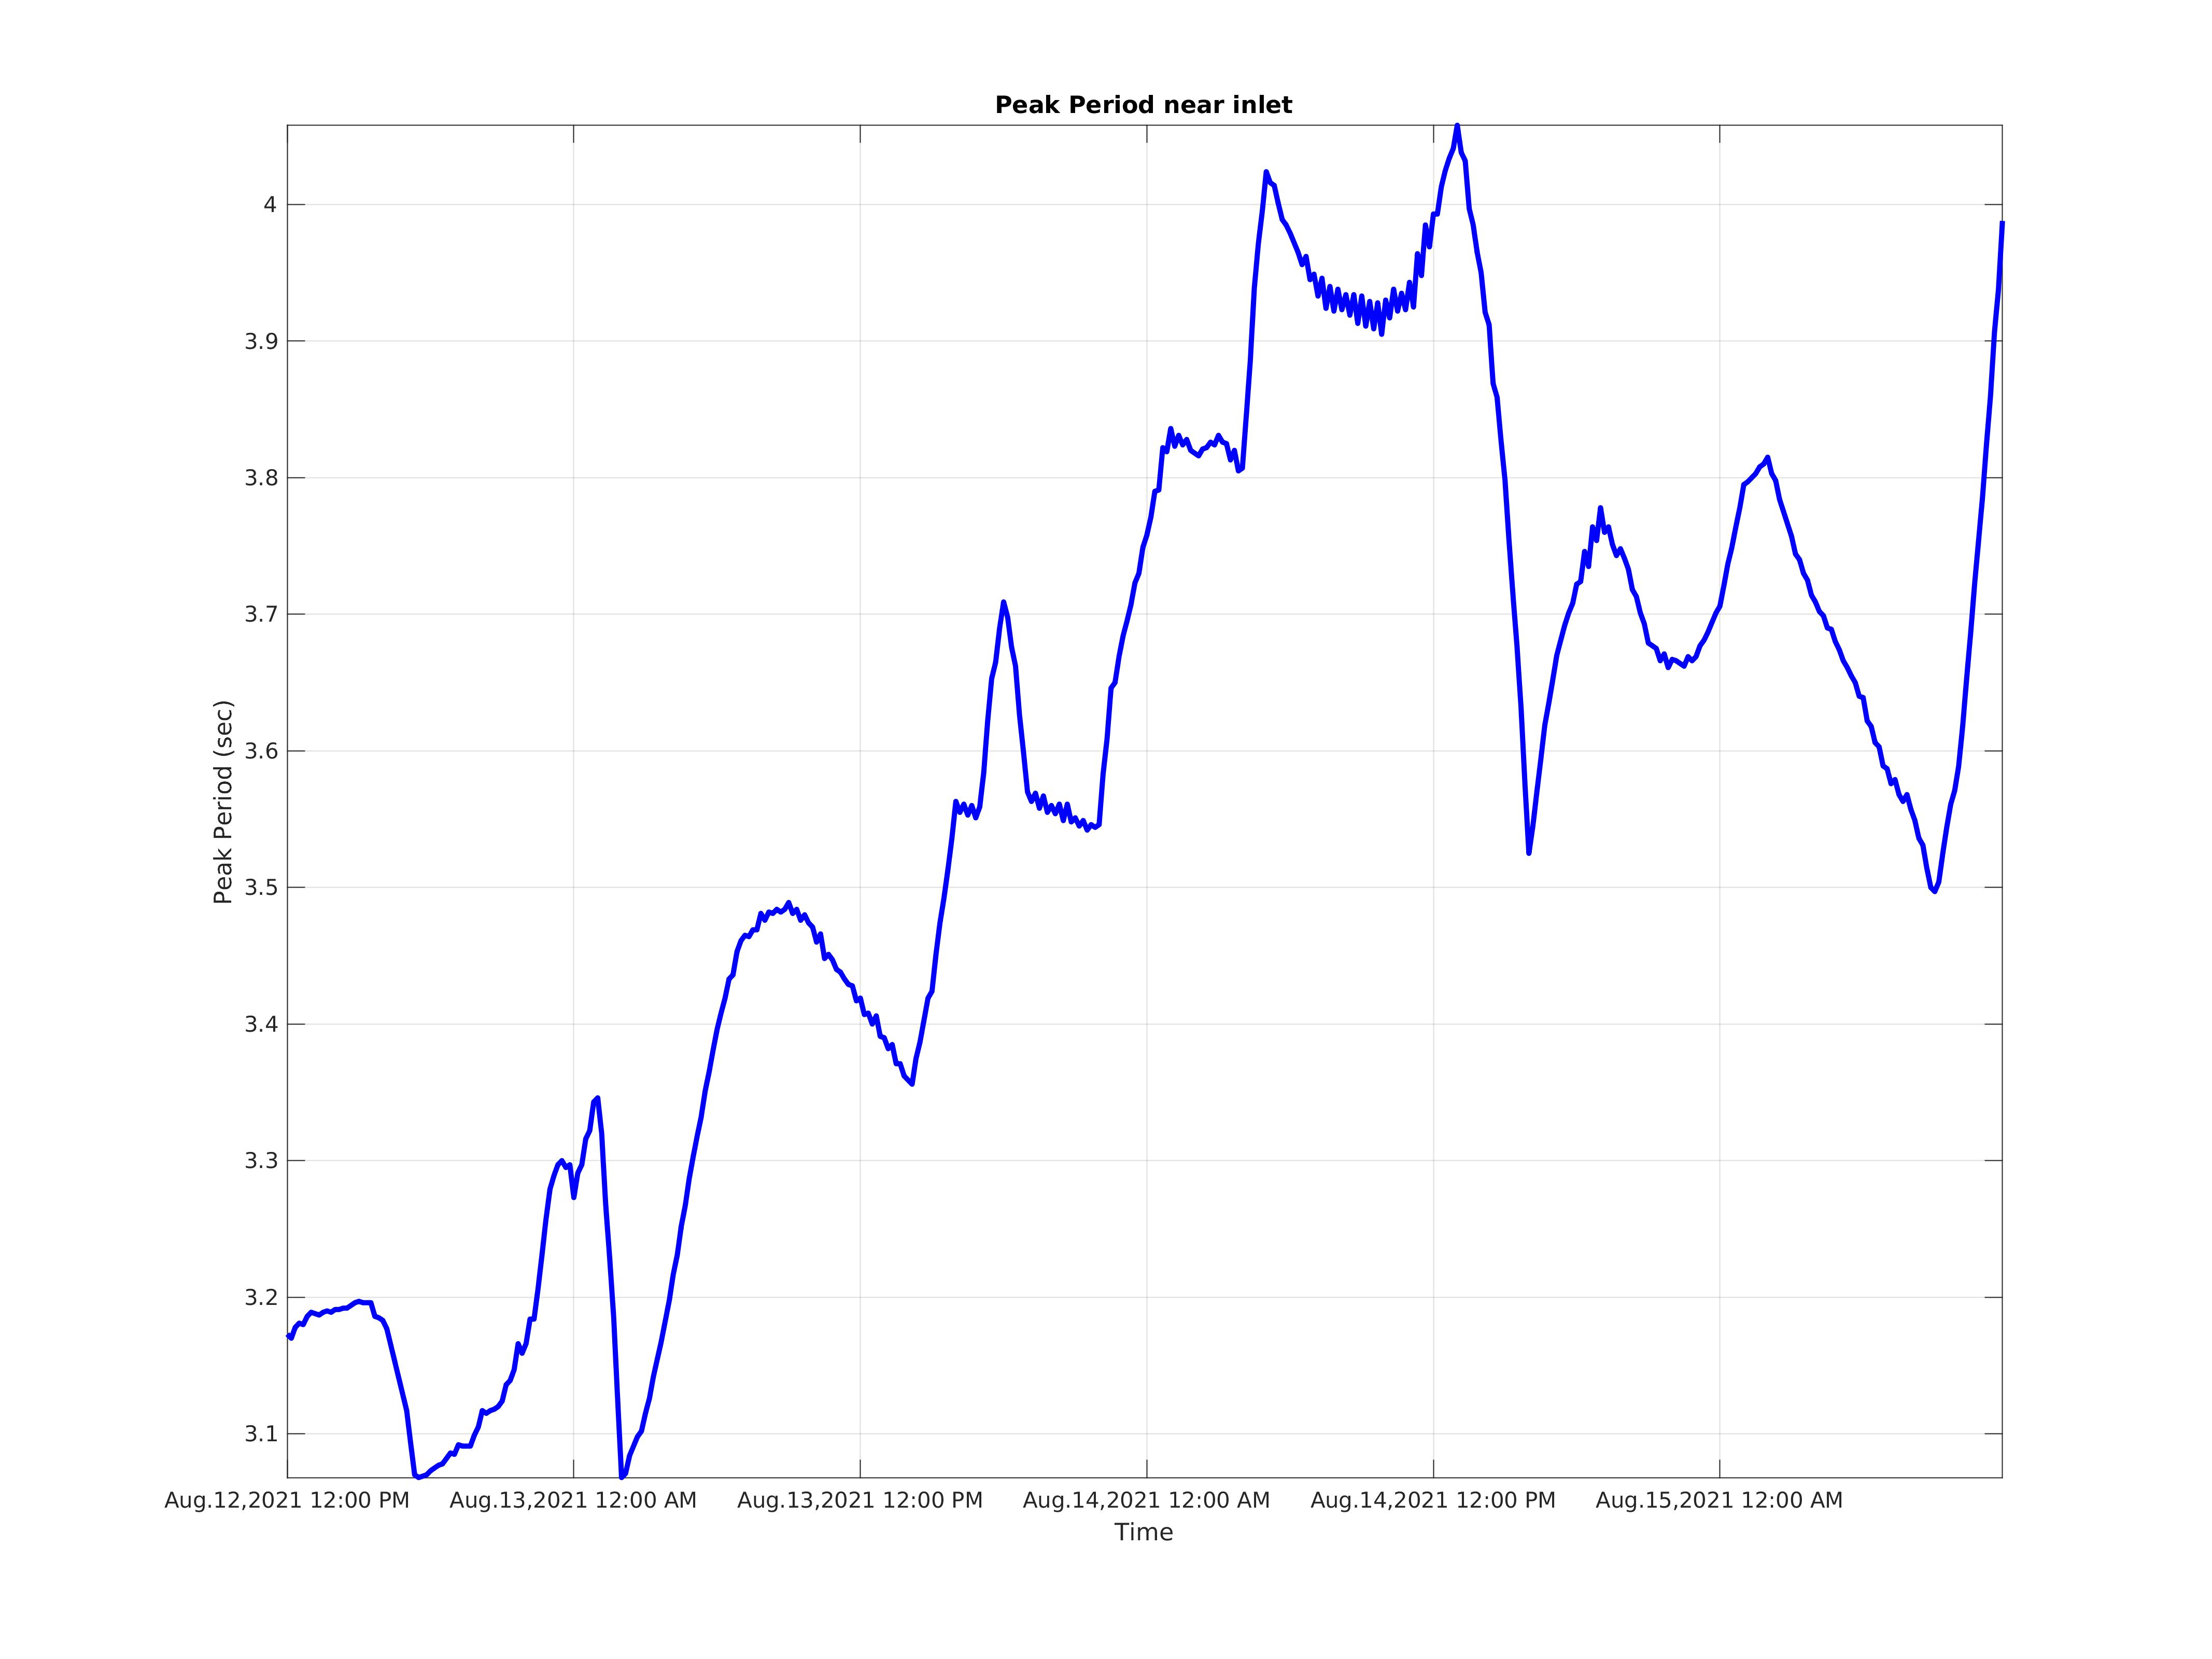 Peak Period near inlet
Peak Period (sec)
4
3.9
3.8
3.7
3.6
3.5
3.4
3.3
3.2
3.1
Aug.12,2021 12:00 PM Aug.13,2021 12:00 AM Aug.13,2021 12:00 PM Aug.14,2021 12:00 AM Aug.14,2021 12:00 PM Aug.15,2021 12:00 AM
Time